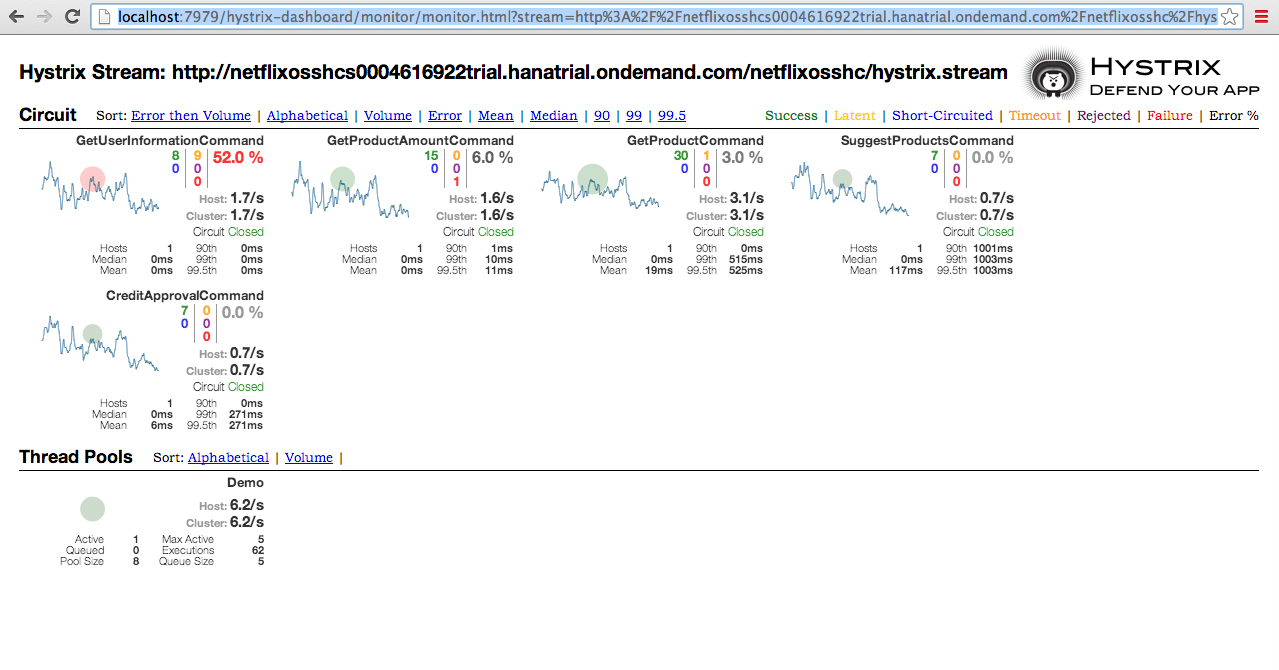 localhost:7979/hystrix-dashboard/monitor/monitor.html?stream=http%3A%2F%2Fnetflixosshcs0004616922trial.hanatrial.ondemand.com%2Fnetflixosshc%2Fhys
Hystrix Stream: http://netflixosshcs0004616922trial.hanatrial.ondemand.com/netflixosshc/hystrix.stream
HYSTRIX
DEFEND YOUR APP
Circuit Sort: Error then Volume | Alphabetical | Volume | Error | Mean | Median | 90 | 99 | 99.5
Success | Latent | Short-Circuited | Timeout | Rejected | Failure | Error %
GetUserInformationCommand
8 9 52.0 %
0 0
0
Host: 1.7/s
Cluster: 1.7/s
Circuit Closed
Hosts 1 90th 0ms
Median 0ms 99th 0ms
Mean 0ms 99.5th 0ms
GetProductAmountCommand
15 0 6.0 %
0 0
1
Host: 1.6/s
Cluster: 1.6/s
Circuit Closed
Hosts 1 90th 1ms
Median 0ms 99th 10ms
Mean 0ms 99.5th 11ms
GetProductCommand
30 1 3.0 %
0 0
0
Host: 3.1/s
Cluster: 3.1/s
Circuit Closed
Hosts 1 90th 0ms
Median 0ms 99th 515ms
Mean 19ms 99.5th 525ms
SuggestProductsCommand
7 0 0.0 %
0 0
0
Host: 0.7/s
Cluster: 0.7/s
Circuit Closed
Hosts 1 90th 1001ms
Median 0ms 99th 1003ms
Mean 117ms 99.5th 1003ms
CreditApprovalCommand
7 0 0.0 %
0 0
0
Host: 0.7/s
Cluster: 0.7/s
Circuit Closed
Hosts 1 90th 0ms
Median 0ms 99th 271ms
Mean 6ms 99.5th 271ms
Thread Pools Sort: Alphabetical | Volume |
Demo
Host: 6.2/s
Cluster: 6.2/s
Active 1 Max Active 5
Queued 0 Executions 62
Pool Size 8 Queue Size 5